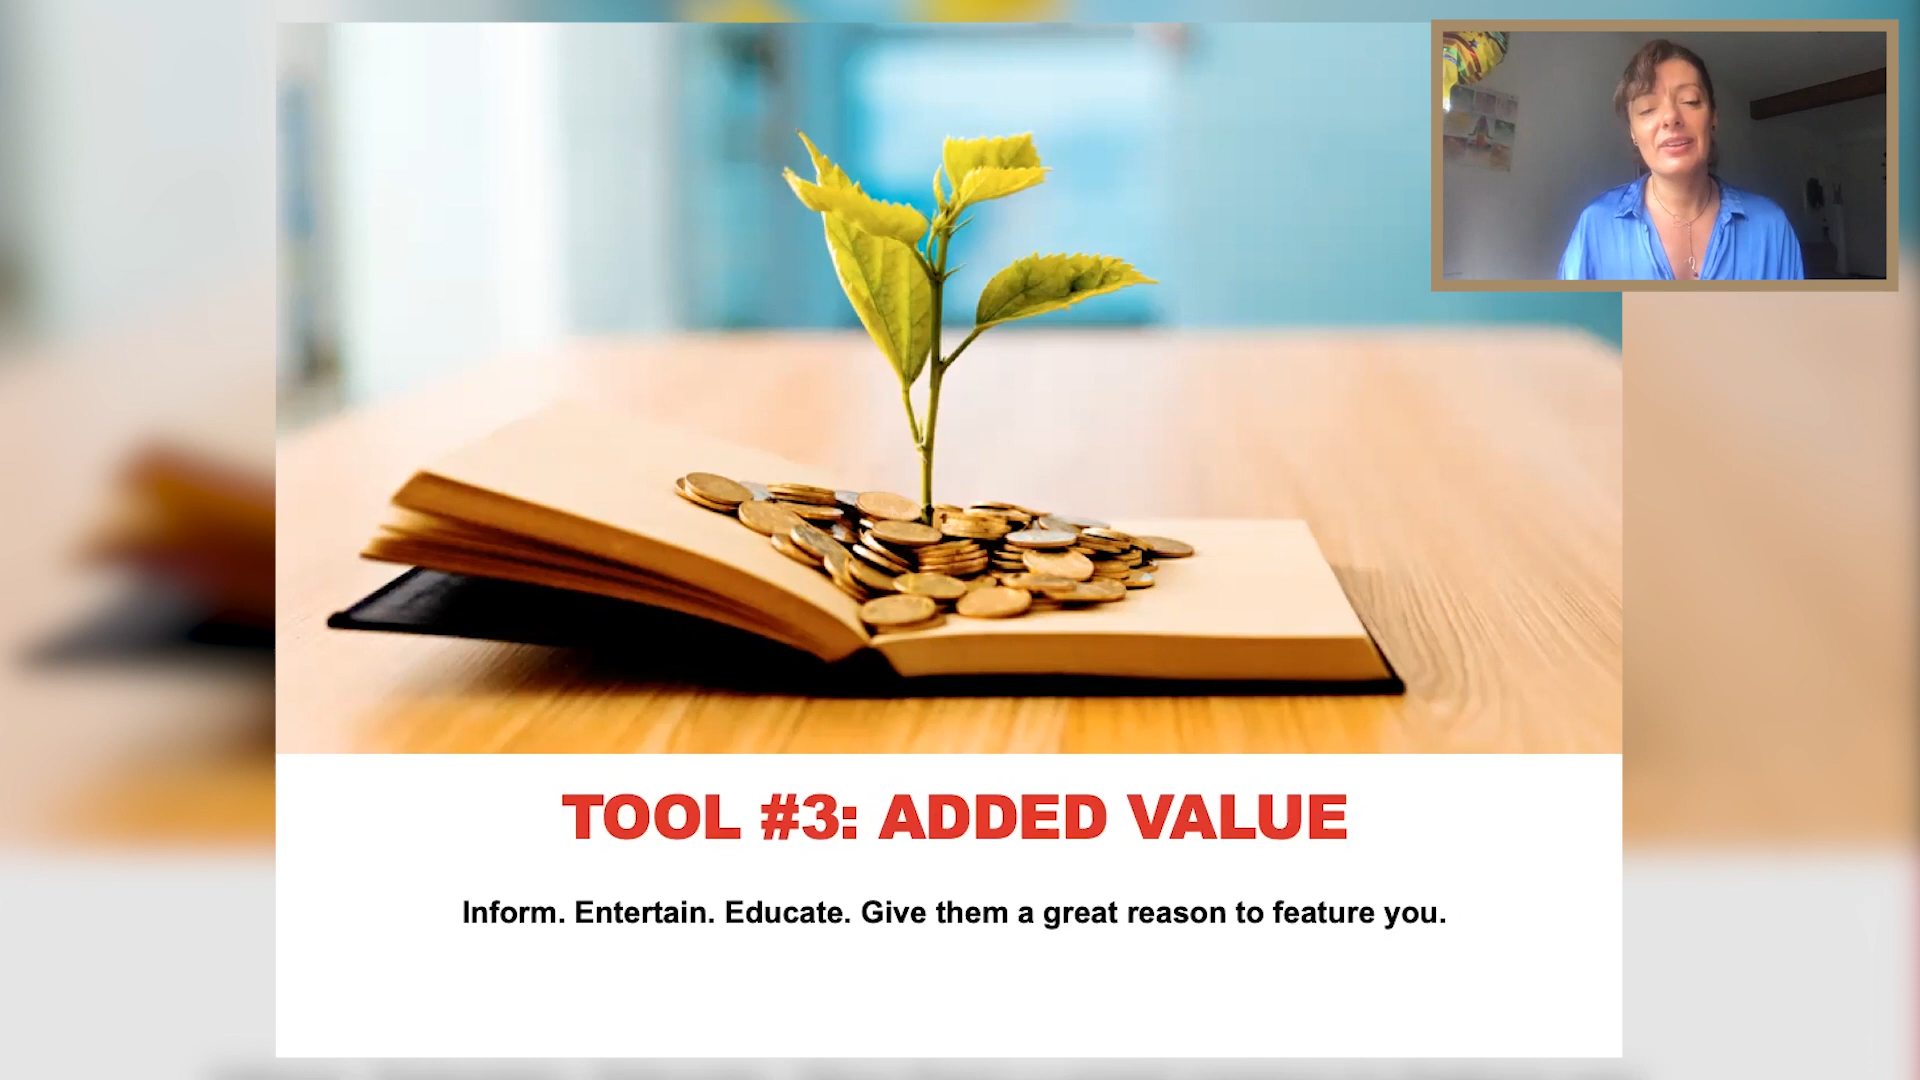 TOOL #3: ADDED VALUE
Inform. Entertain. Educate. Give them a great reason to feature you.